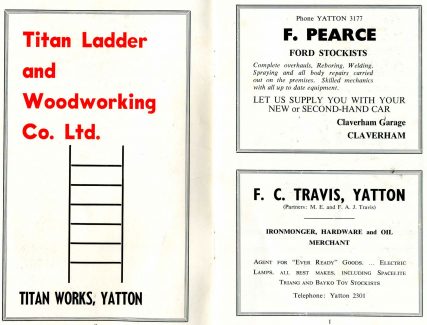 Titan Ladder
and
Woodworking
Co. Ltd.
TITAN WORKS, YATTON
Phone YATTON 3177
F. PEARCE
FORD STOCKISTS
Complete overhauls, Reboring, Welding,
Spraying and all body repairs carried
out on the premises. Skilled mechanics
with all up to date equipment.
LET US SUPPLY YOU WITH YOUR
NEW or SECOND-HAND CAR
Claverham Garage
CLAVERHAM
F. C. TRAVIS, YATTON
(Partners: M. E. and F. A. J. Travis)
IRONMONGER, HARDWARE and OIL
MERCHANT
AGENT FOR "EVER READY" GOODS. ... ELECTRIC
LAMPS, ALL BEST MAKES, INCLUDING SPACELITE
TRIANG AND BAYKO TOY STOCKISTS
Telephone: Yatton 2301
1